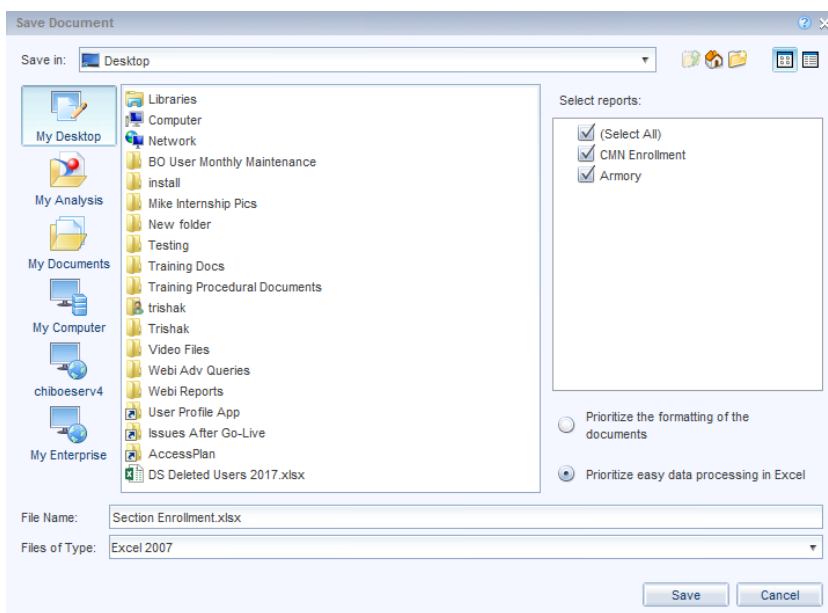 Save Document
Save in: Desktop
My Desktop
My Analysis
My Documents
My Computer
chiboeserv4
My Enterprise
Libraries
Computer
Network
BO User Monthly Maintenance
install
Mike Internship Pics
New folder
Testing
Training Docs
Training Procedural Documents
trishak
Trishak
Video Files
Webi Adv Queries
Webi Reports
User Profile App
Issues After Go-Live
AccessPlan
DS Deleted Users 2017.xlsx
Select reports:
(Select All)
CMN Enrollment
Armory
Prioritize the formatting of the
documents
Prioritize easy data processing in Excel
File Name: Section Enrollment.xlsx
Files of Type: Excel 2007
Save Cancel